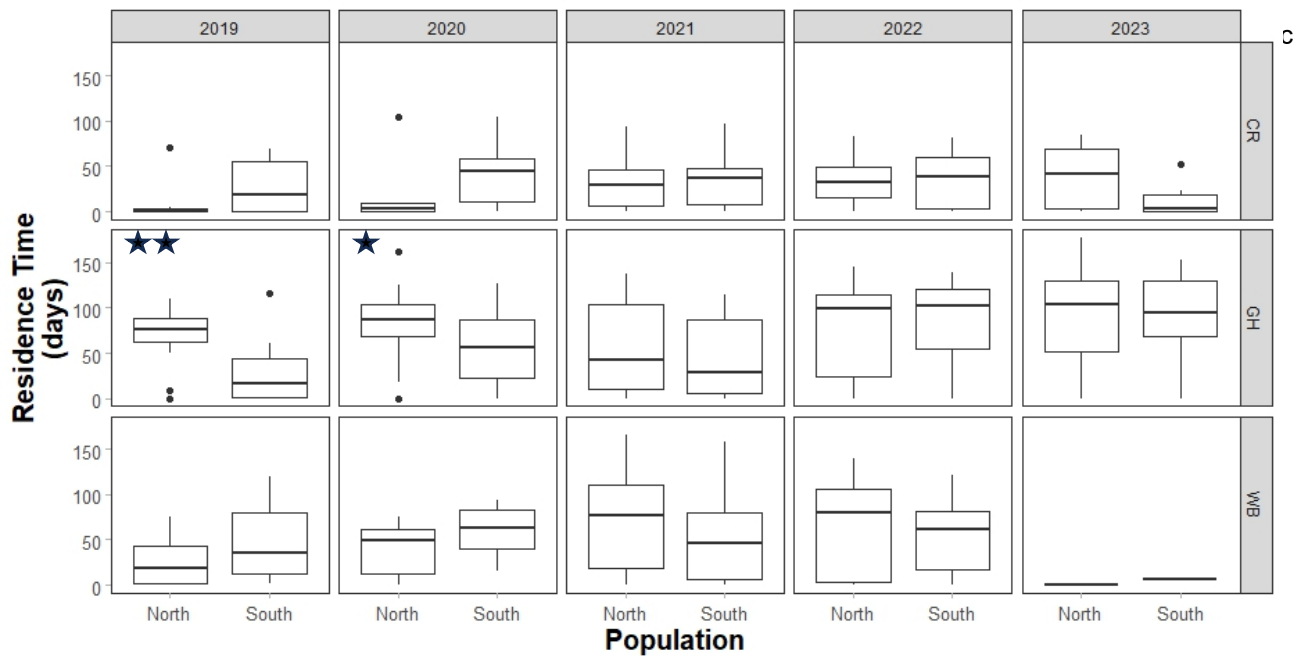 2019 2020 2021 2022 2023
c
150
100
50
0
CR
150
100
50
0
GH
150
100
50
0
WB
Residence Time
(days)
North South North South North South North South North South
Population